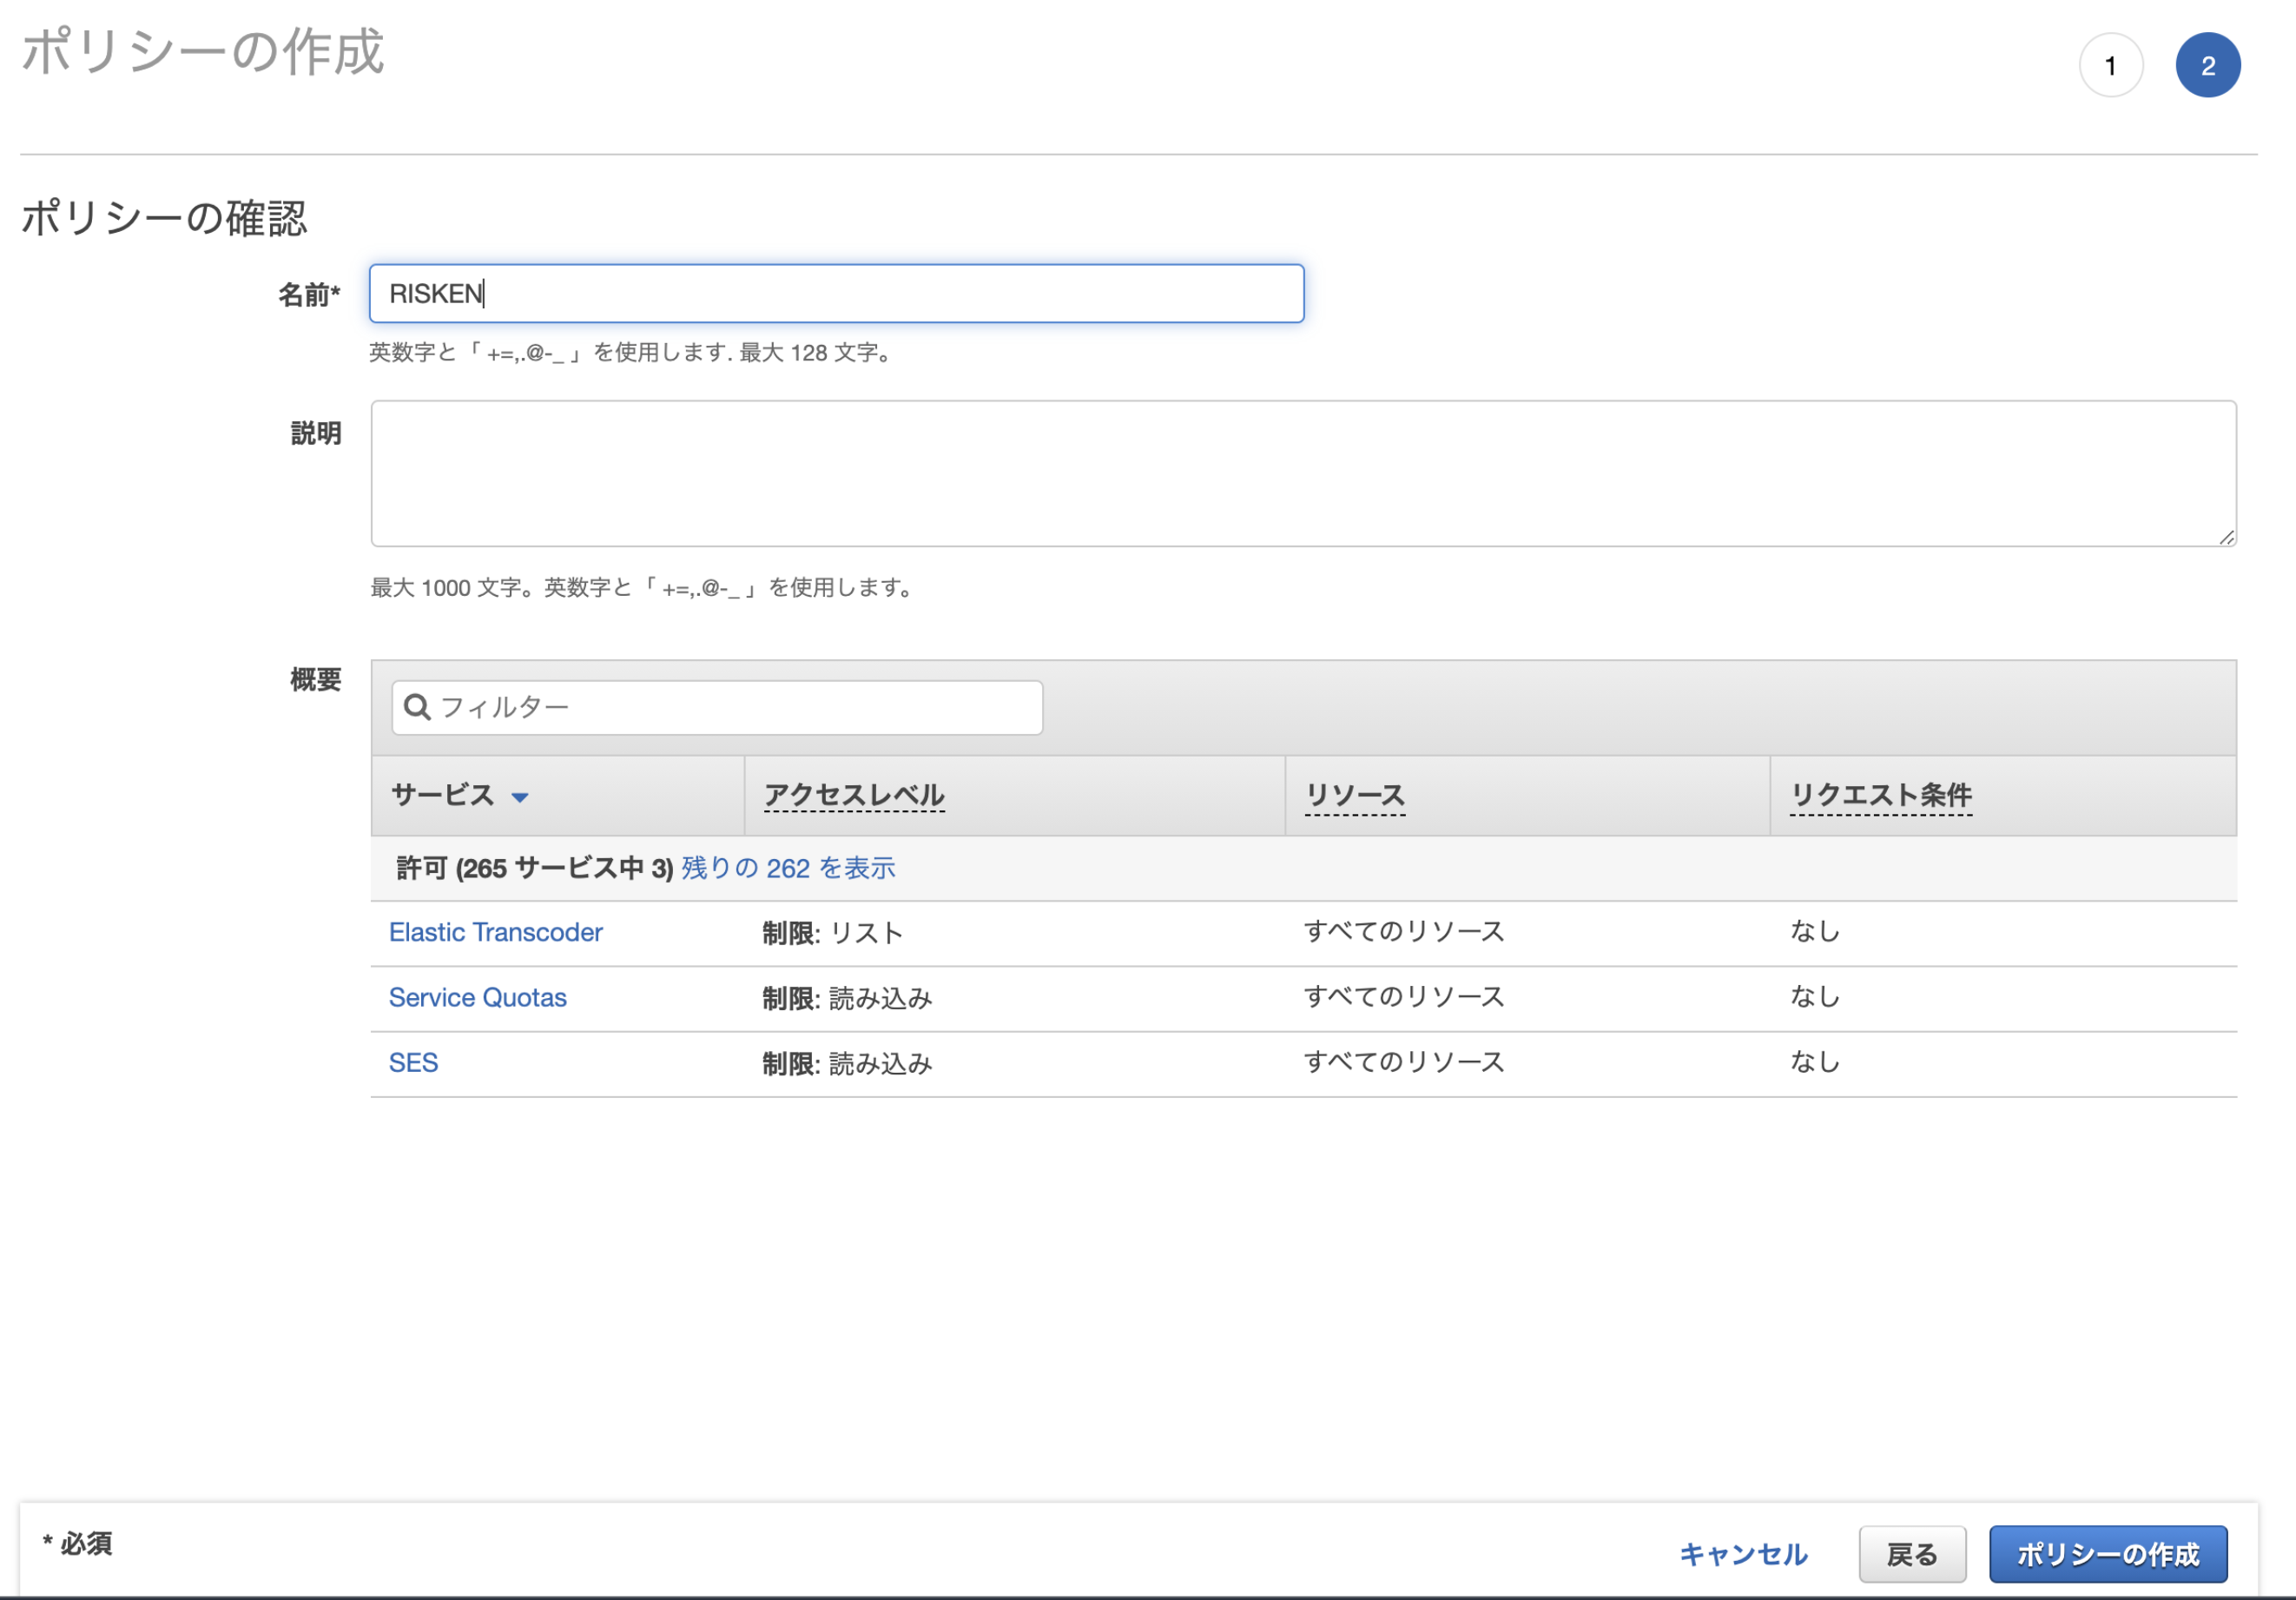 ポリシーの作成
1
2
ポリシーの確認
名前*
RISKEN
英数字と「 +=,.@-_ 」を使用します. 最大 128 文字。
説明
最大 1000 文字。英数字と「 +=,.@-_ 」を使用します。
概要
フィルター
サービス アクセスレベル リソース リクエスト条件
許可 (265 サービス中 3) 残りの 262 を表示
Elastic Transcoder 制限: リスト すべてのリソース なし
Service Quotas 制限: 読み込み すべてのリソース なし
SES 制限: 読み込み すべてのリソース なし
* 必須
キャンセル
戻る
ポリシーの作成